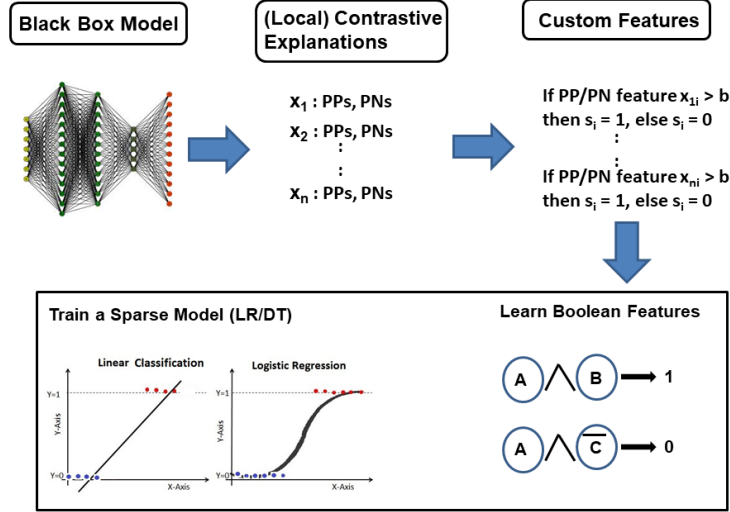 Black Box Model
(Local) Contrastive
Explanations
Custom Features
x1 : PPs, PNs
x2 : PPs, PNs
:
:
xn : PPs, PNs
If PP/PN feature x1i > b
then si = 1, else si = 0
:
:
If PP/PN feature xni > b
then si = 1, else si = 0
Train a Sparse Model (LR/DT)
Linear Classification
Y=1
Y-Axis
Y=0
X-Axis
Logistic Regression
Y=1
Y-Axis
Y=0
X-Axis
Learn Boolean Features
A ∧ B → 1
A ∧ C̅ → 0